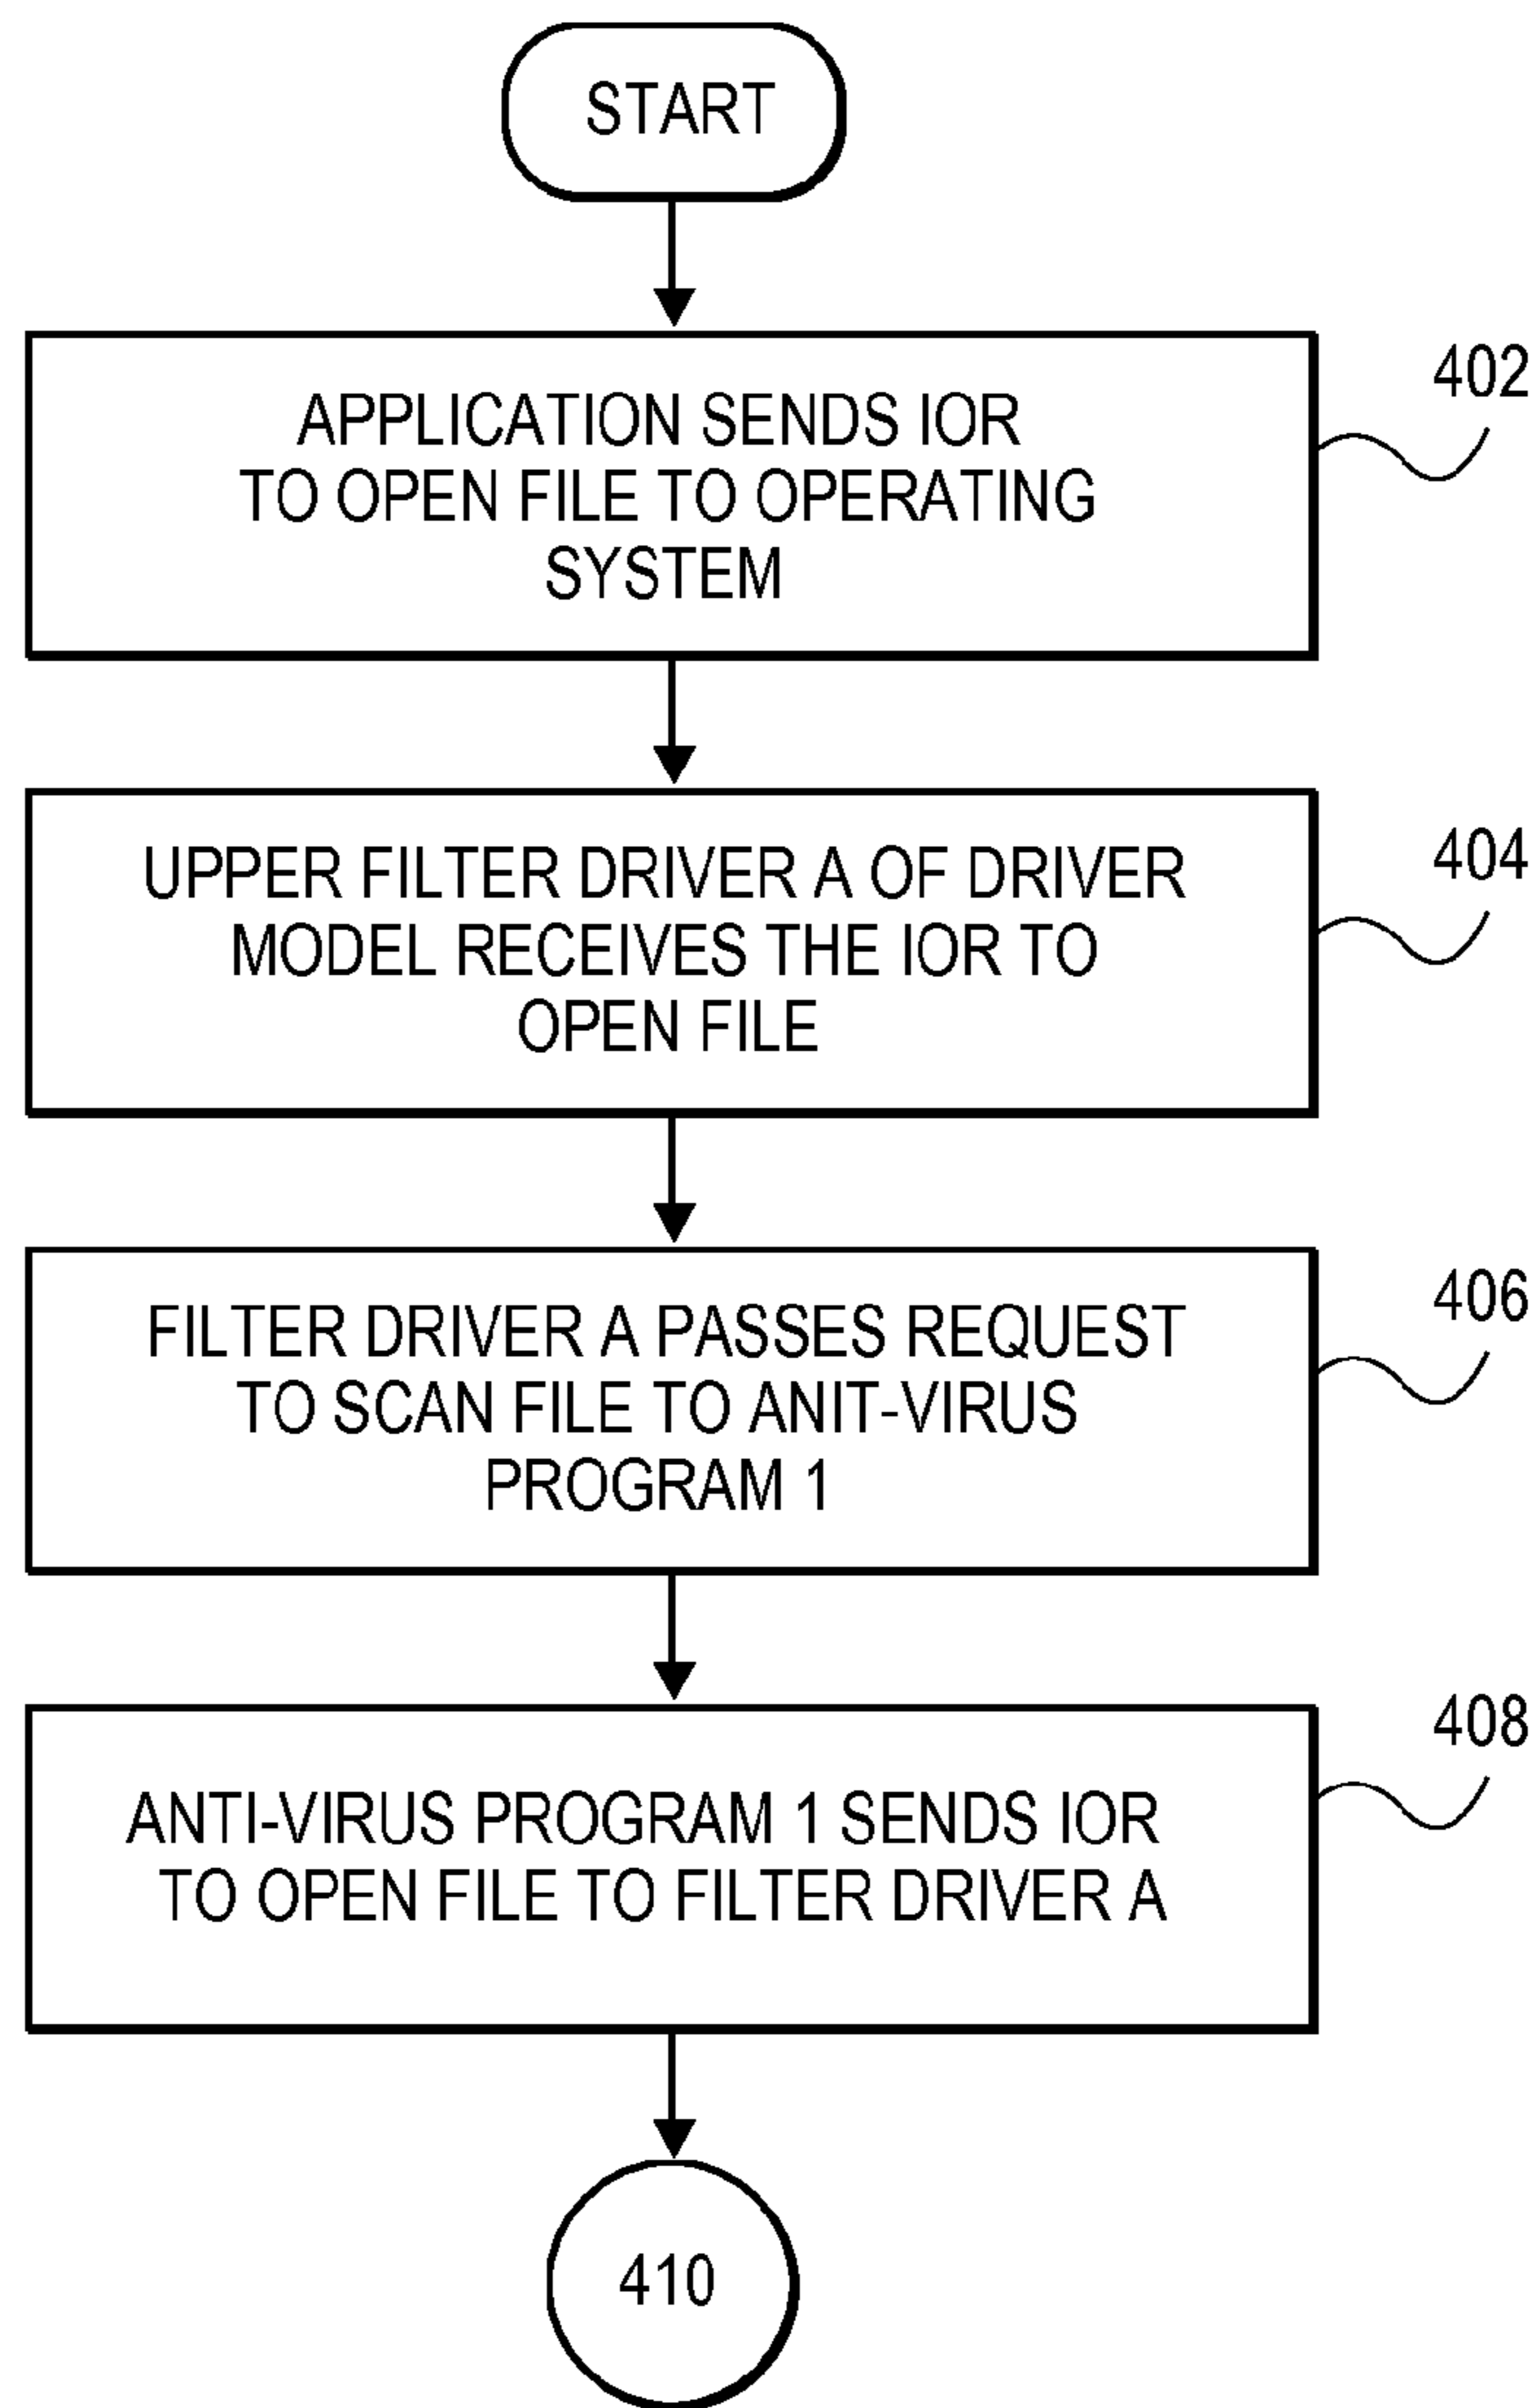 START
402
APPLICATION SENDS IOR
TO OPEN FILE TO OPERATING
SYSTEM
404
UPPER FILTER DRIVER A OF DRIVER
MODEL RECEIVES THE IOR TO
OPEN FILE
406
FILTER DRIVER A PASSES REQUEST
TO SCAN FILE TO ANIT-VIRUS
PROGRAM 1
408
ANTI-VIRUS PROGRAM 1 SENDS IOR
TO OPEN FILE TO FILTER DRIVER A
410